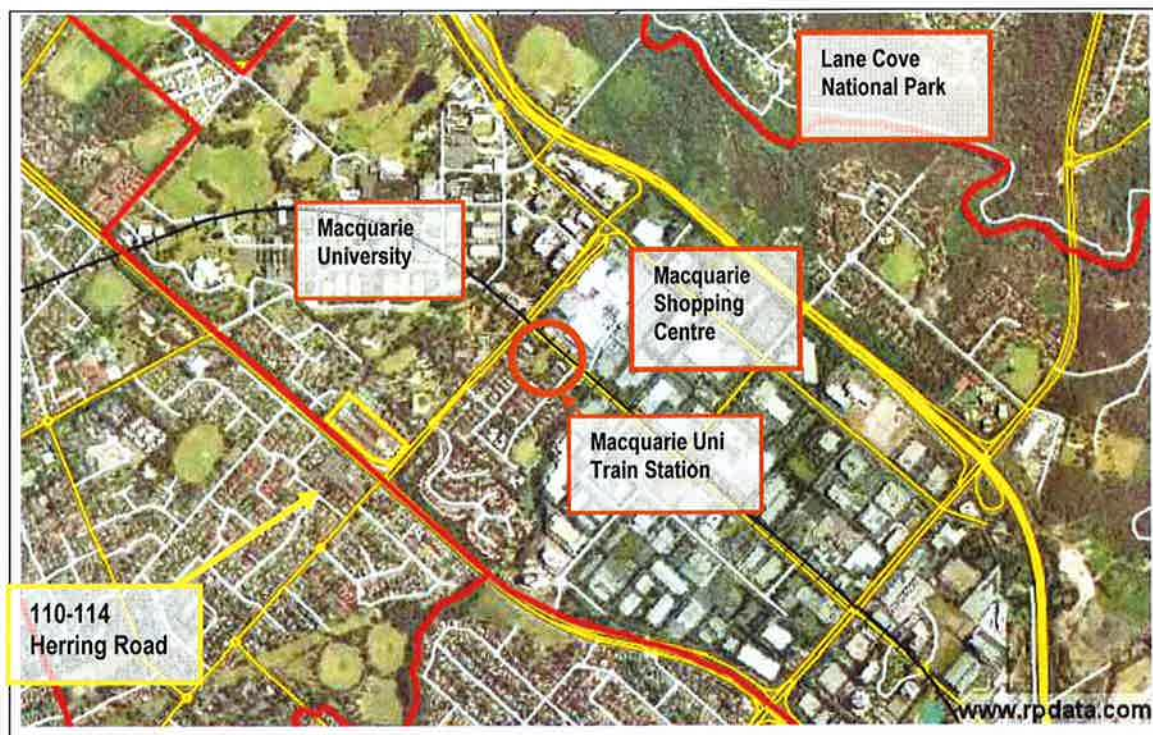 Lane Cove
National Park
Macquarie
University
Macquarie
Shopping
Centre
Macquarie Uni
Train Station
110-114
Herring Road
www.rpdata.com